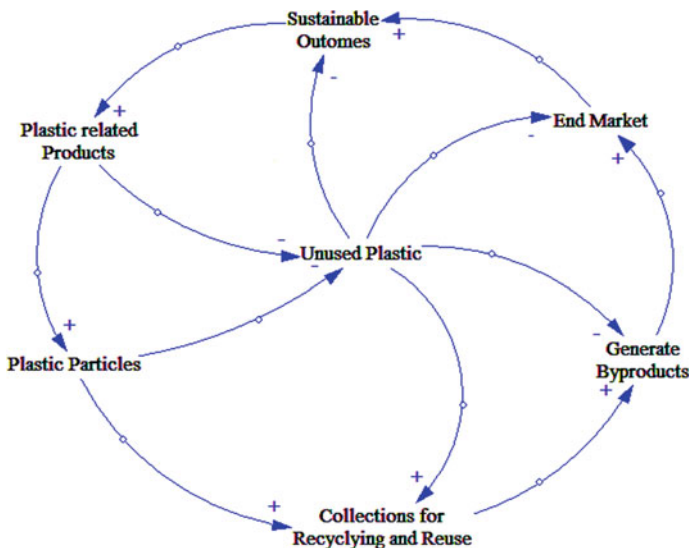 Sustainable
Outomes
+
-
+
Plastic related
Products
+
End Market
-
+
Unused Plastic
-
-
Plastic Particles
+
Generate
Byproducts
-
+
Collections for
Recyclying and Reuse
+
+